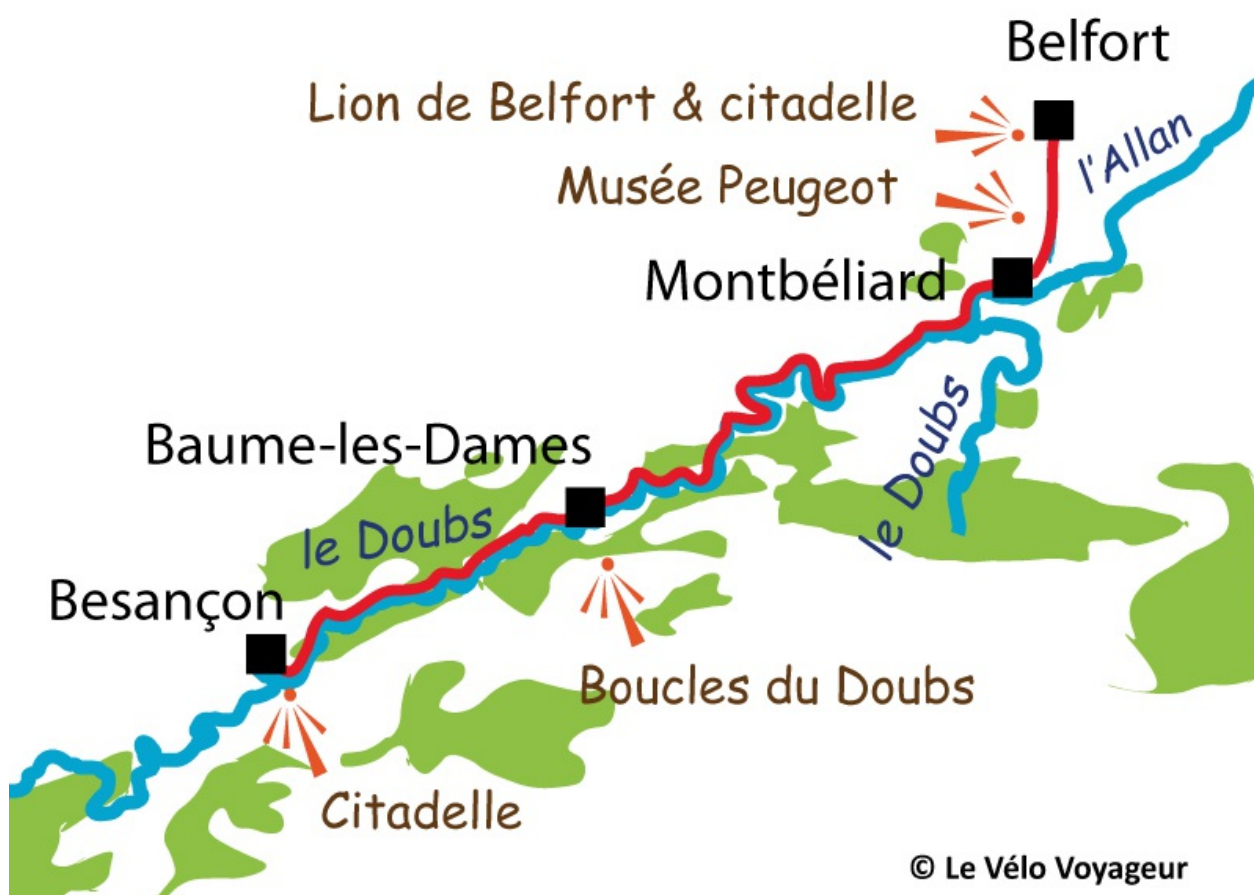 Belfort
Lion de Belfort & citadelle
l'Allan
Musée Peugeot
Montbéliard
le Doubs
Baume-les-Dames
le Doubs
Besançon
Boucles du Doubs
Citadelle
© Le Vélo Voyageur